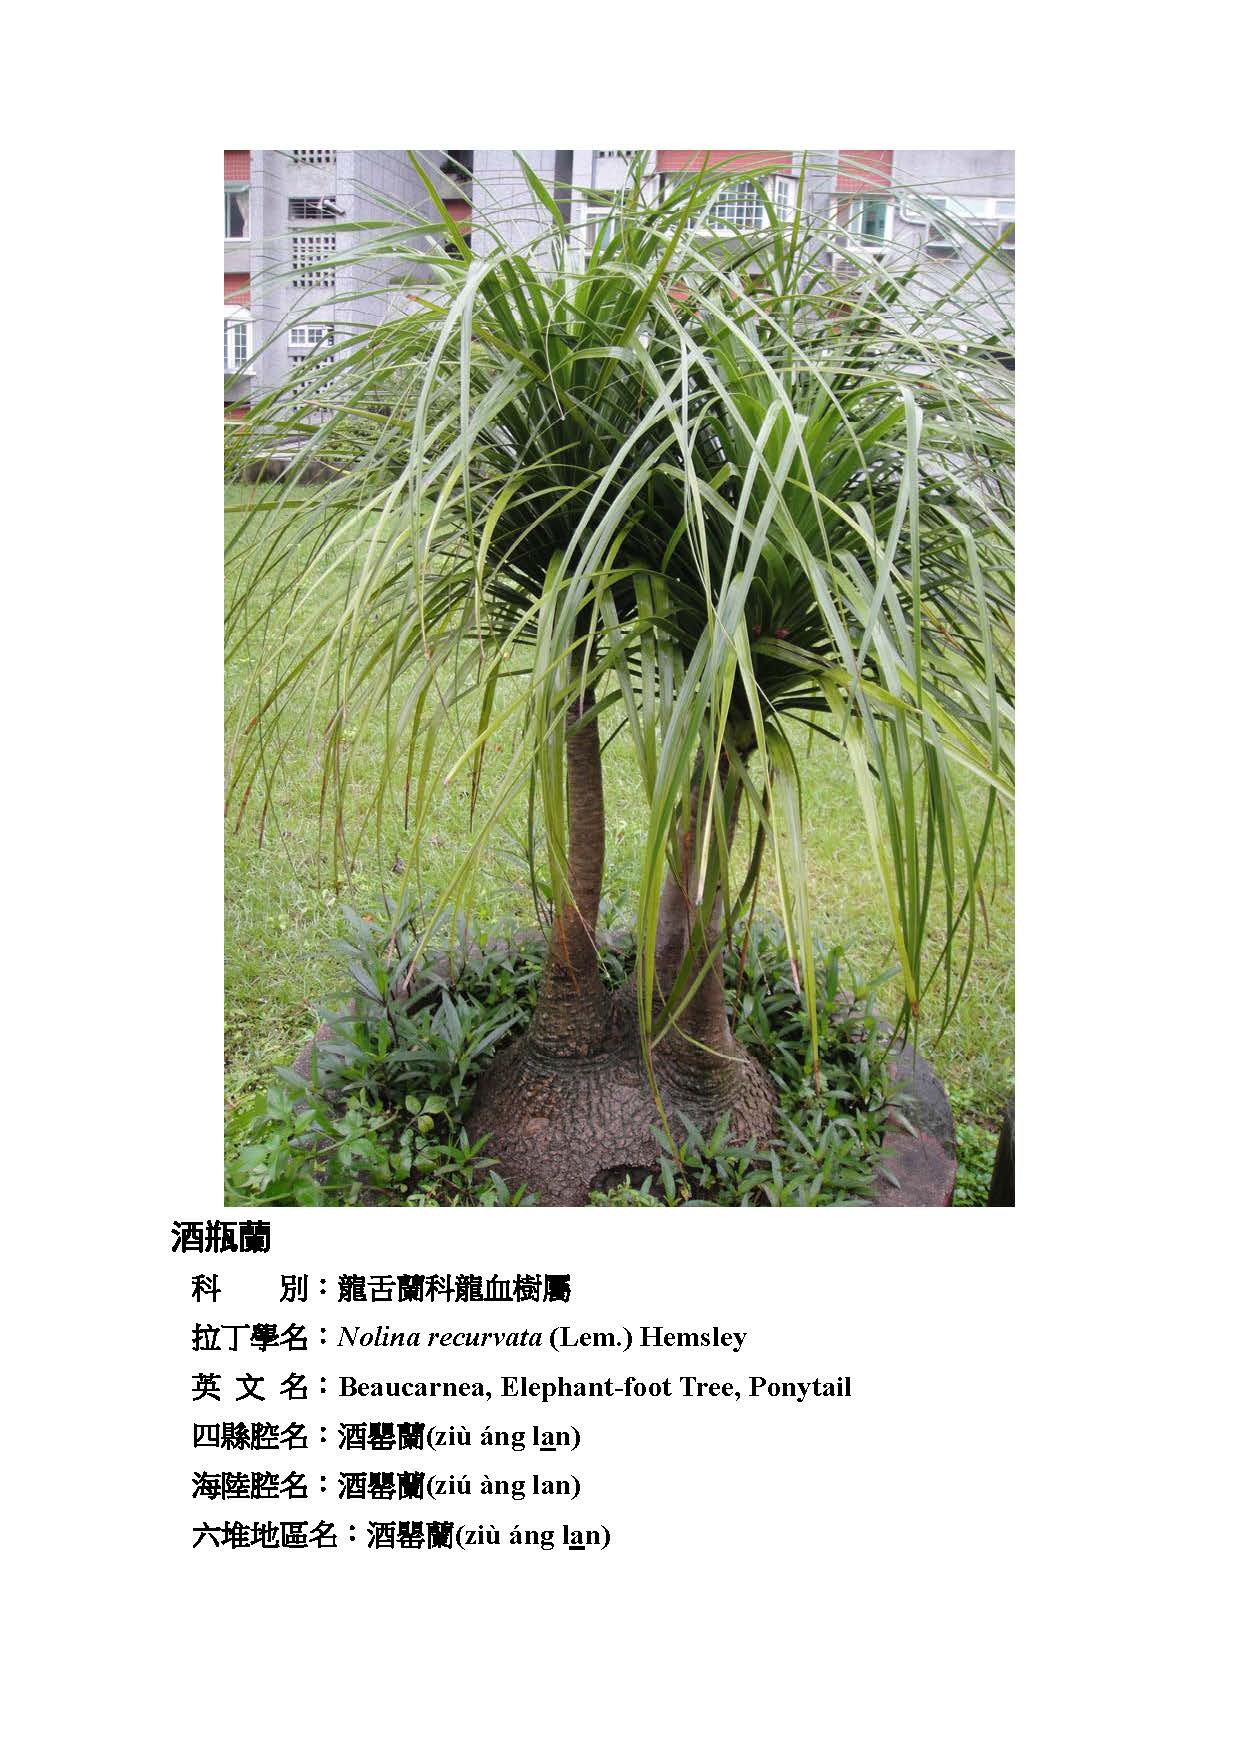 酒瓶蘭
科　　別：龍舌蘭科龍血樹屬
拉丁學名：Nolina recurvata (Lem.) Hemsley
英 文 名：Beaucarnea, Elephant-foot Tree, Ponytail
四縣腔名：酒罌蘭(ziù áng lan)
海陸腔名：酒罌蘭(ziú àng lan)
六堆地區名：酒罌蘭(ziù áng lan)